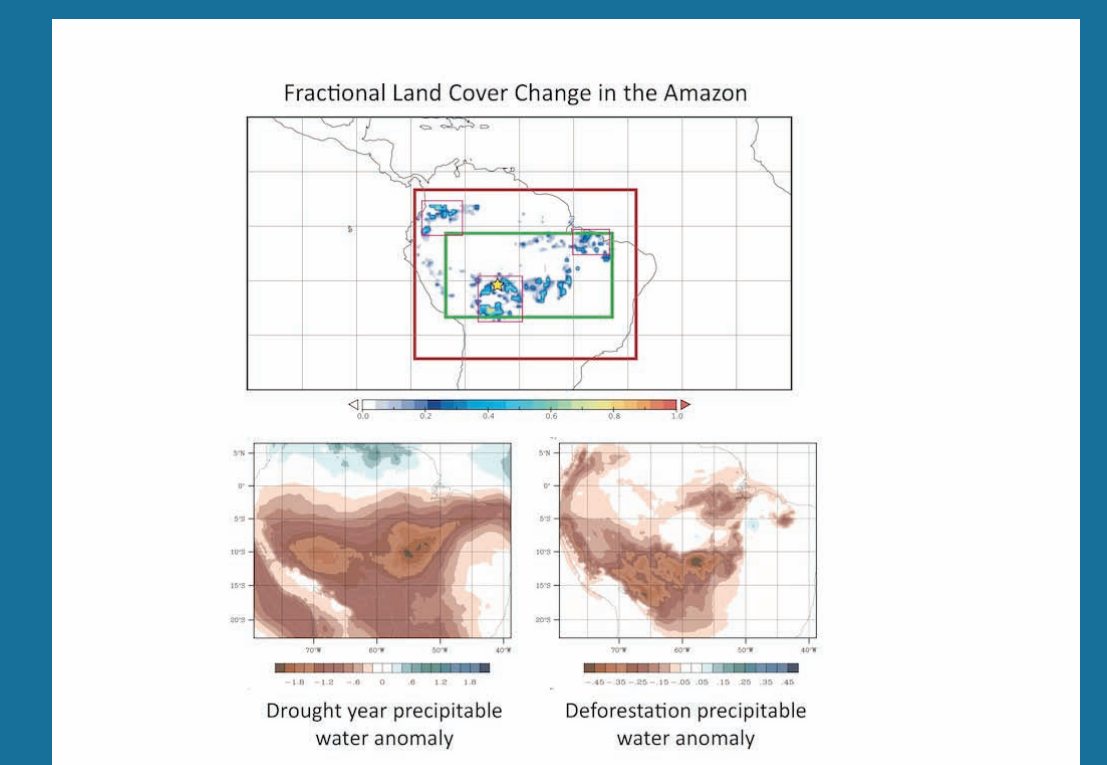 Fractional Land Cover Change in the Amazon
0.0 0.2 0.4 0.6 0.8 1.0
5°N
0°
5°S
10°S
15°S
20°S
70°W 60°W 50°W 40°W
-1.8 -1.2 -.6 0. .6 1.2 1.8
Drought year precipitable
water anomaly
5°N
0°
5°S
10°S
15°S
20°S
70°W 60°W 50°W 40°W
-.45 -.35 -.25 -.15 -.05 .05 .15 .25 .35 .45
Deforestation precipitable
water anomaly